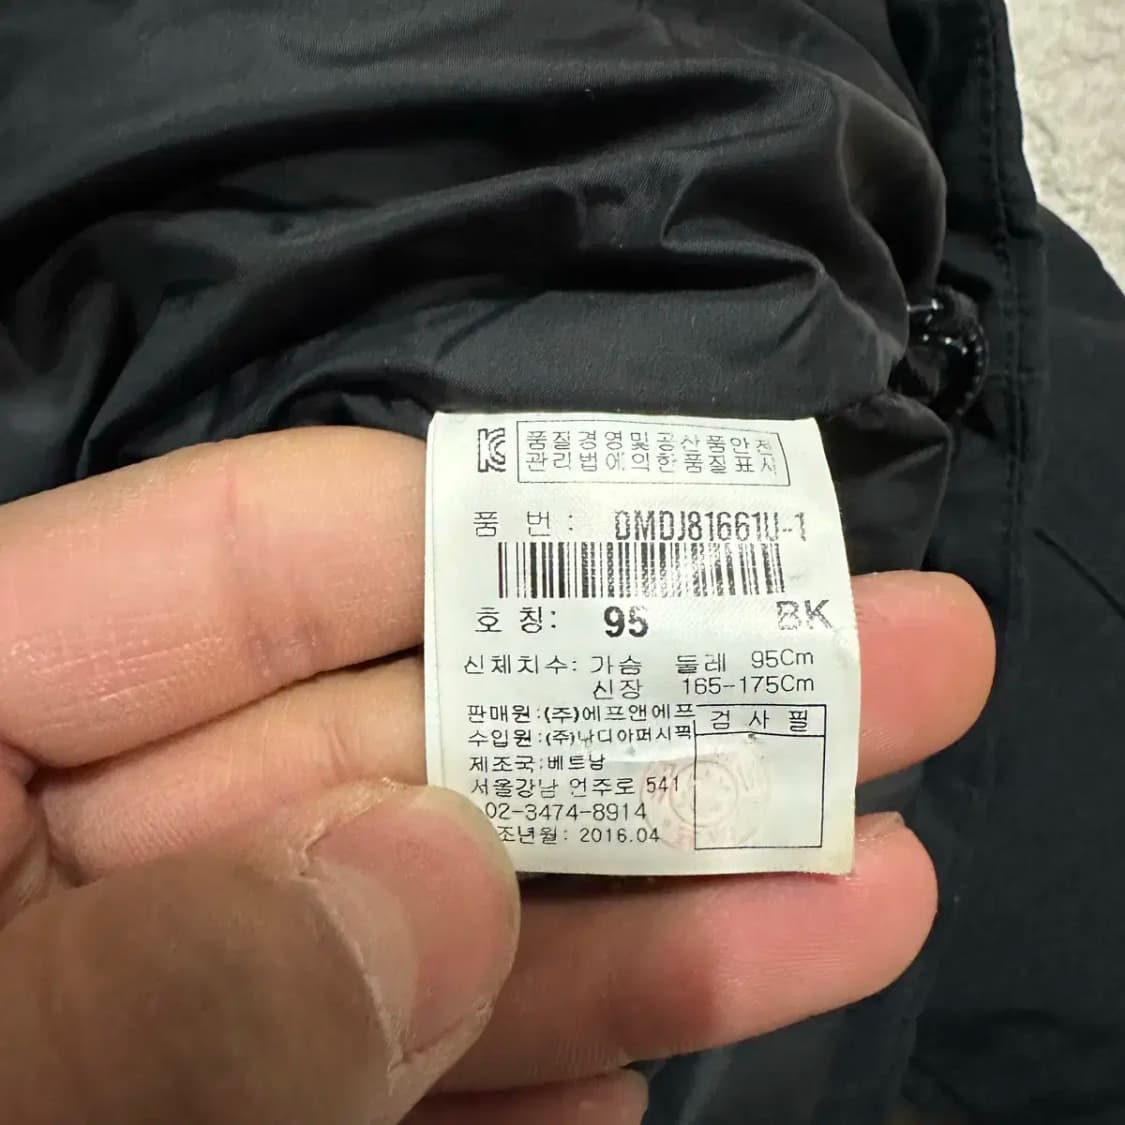 품질경영및공산품안전
관리법에의한품질표시
품 번 : DMDJ81661U-1
호 칭: 95 BK
신체치수: 가슴 둘레 95Cm
신장 165-175Cm
판매원:(주)에프앤에프
수입원:(주)나디아퍼시픽
제조국:베트남
서울강남 언주로 541
02-3474-8914
조년월: 2016.04
검 사 필